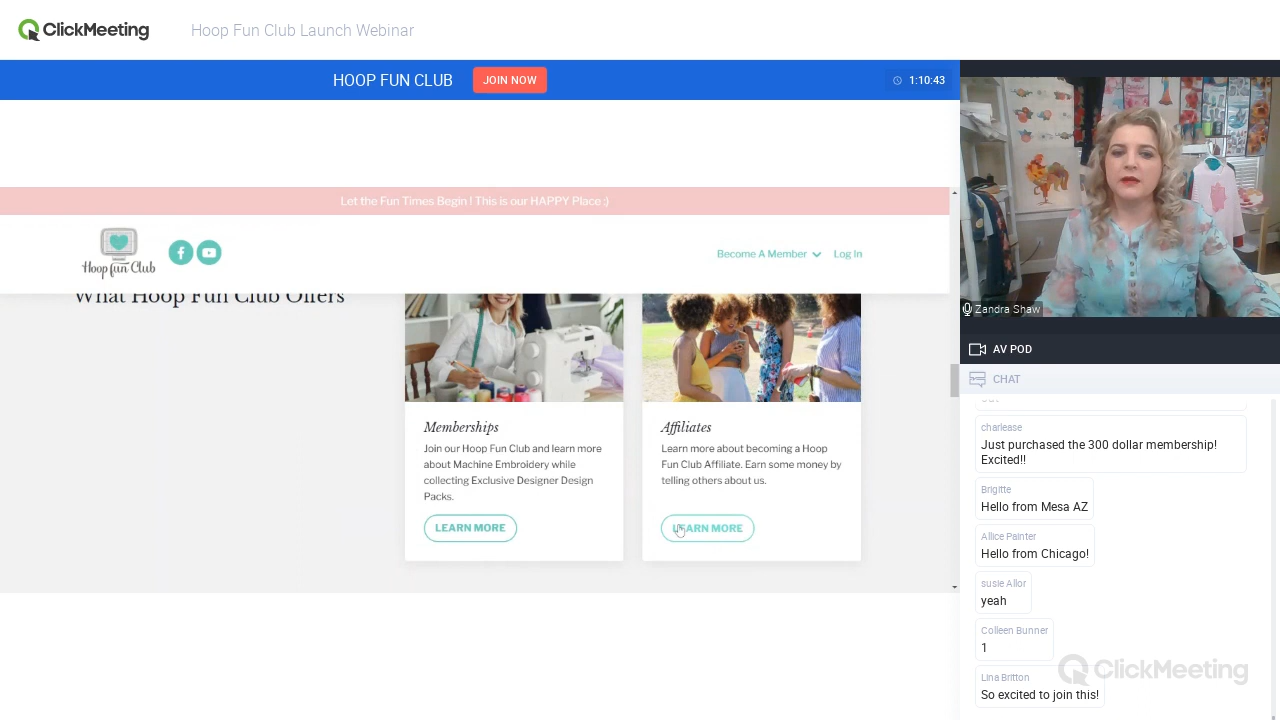 ClickMeeting
Hoop Fun Club Launch Webinar
HOOP FUN CLUB
JOIN NOW
1:10:43
Let the Fun Times Begin ! This is our HAPPY Place :)
Hoop fun Club
Become A Member
Log In
What Hoop Fun Club Offers
Memberships
Join our Hoop Fun Club and learn more
about Machine Embroidery while
collecting Exclusive Designer Design
Packs.
LEARN MORE
Affiliates
Learn more about becoming a Hoop
Fun Club Affiliate. Earn some money by
telling others about us.
LEARN MORE
Zandra Shaw
AV POD
CHAT
charlease
Just purchased the 300 dollar membership!
Excited!!
Brigitte
Hello from Mesa AZ
Allice Painter
Hello from Chicago!
susie Allor
yeah
Colleen Bunner
1
Lina Britton
So excited to join this!
ClickMeeting